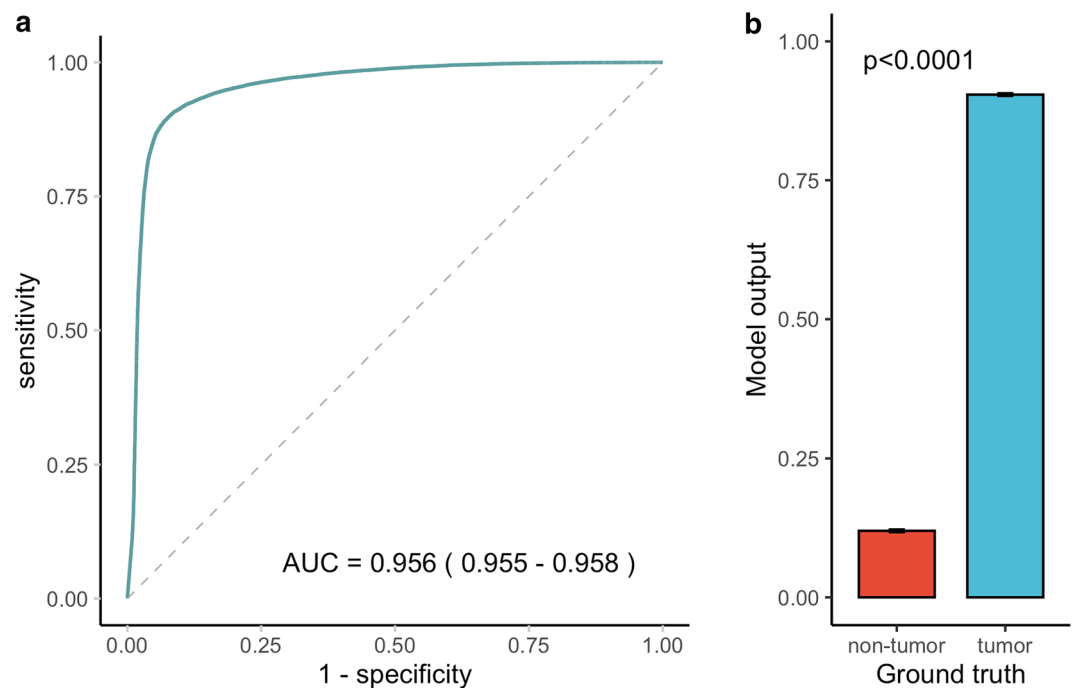 a
1.00
0.75
0.50
0.25
0.00
sensitivity
AUC = 0.956 ( 0.955 - 0.958 )
0.00 0.25 0.50 0.75 1.00
1 - specificity
b
1.00
0.75
0.50
0.25
0.00
Model output
p<0.0001
non-tumor tumor
Ground truth